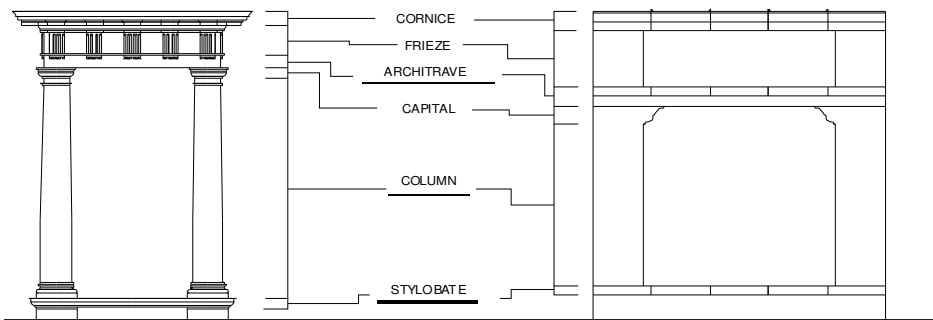 CORNICE
FRIEZE
ARCHITRAVE
CAPITAL
COLUMN
STYLOBATE